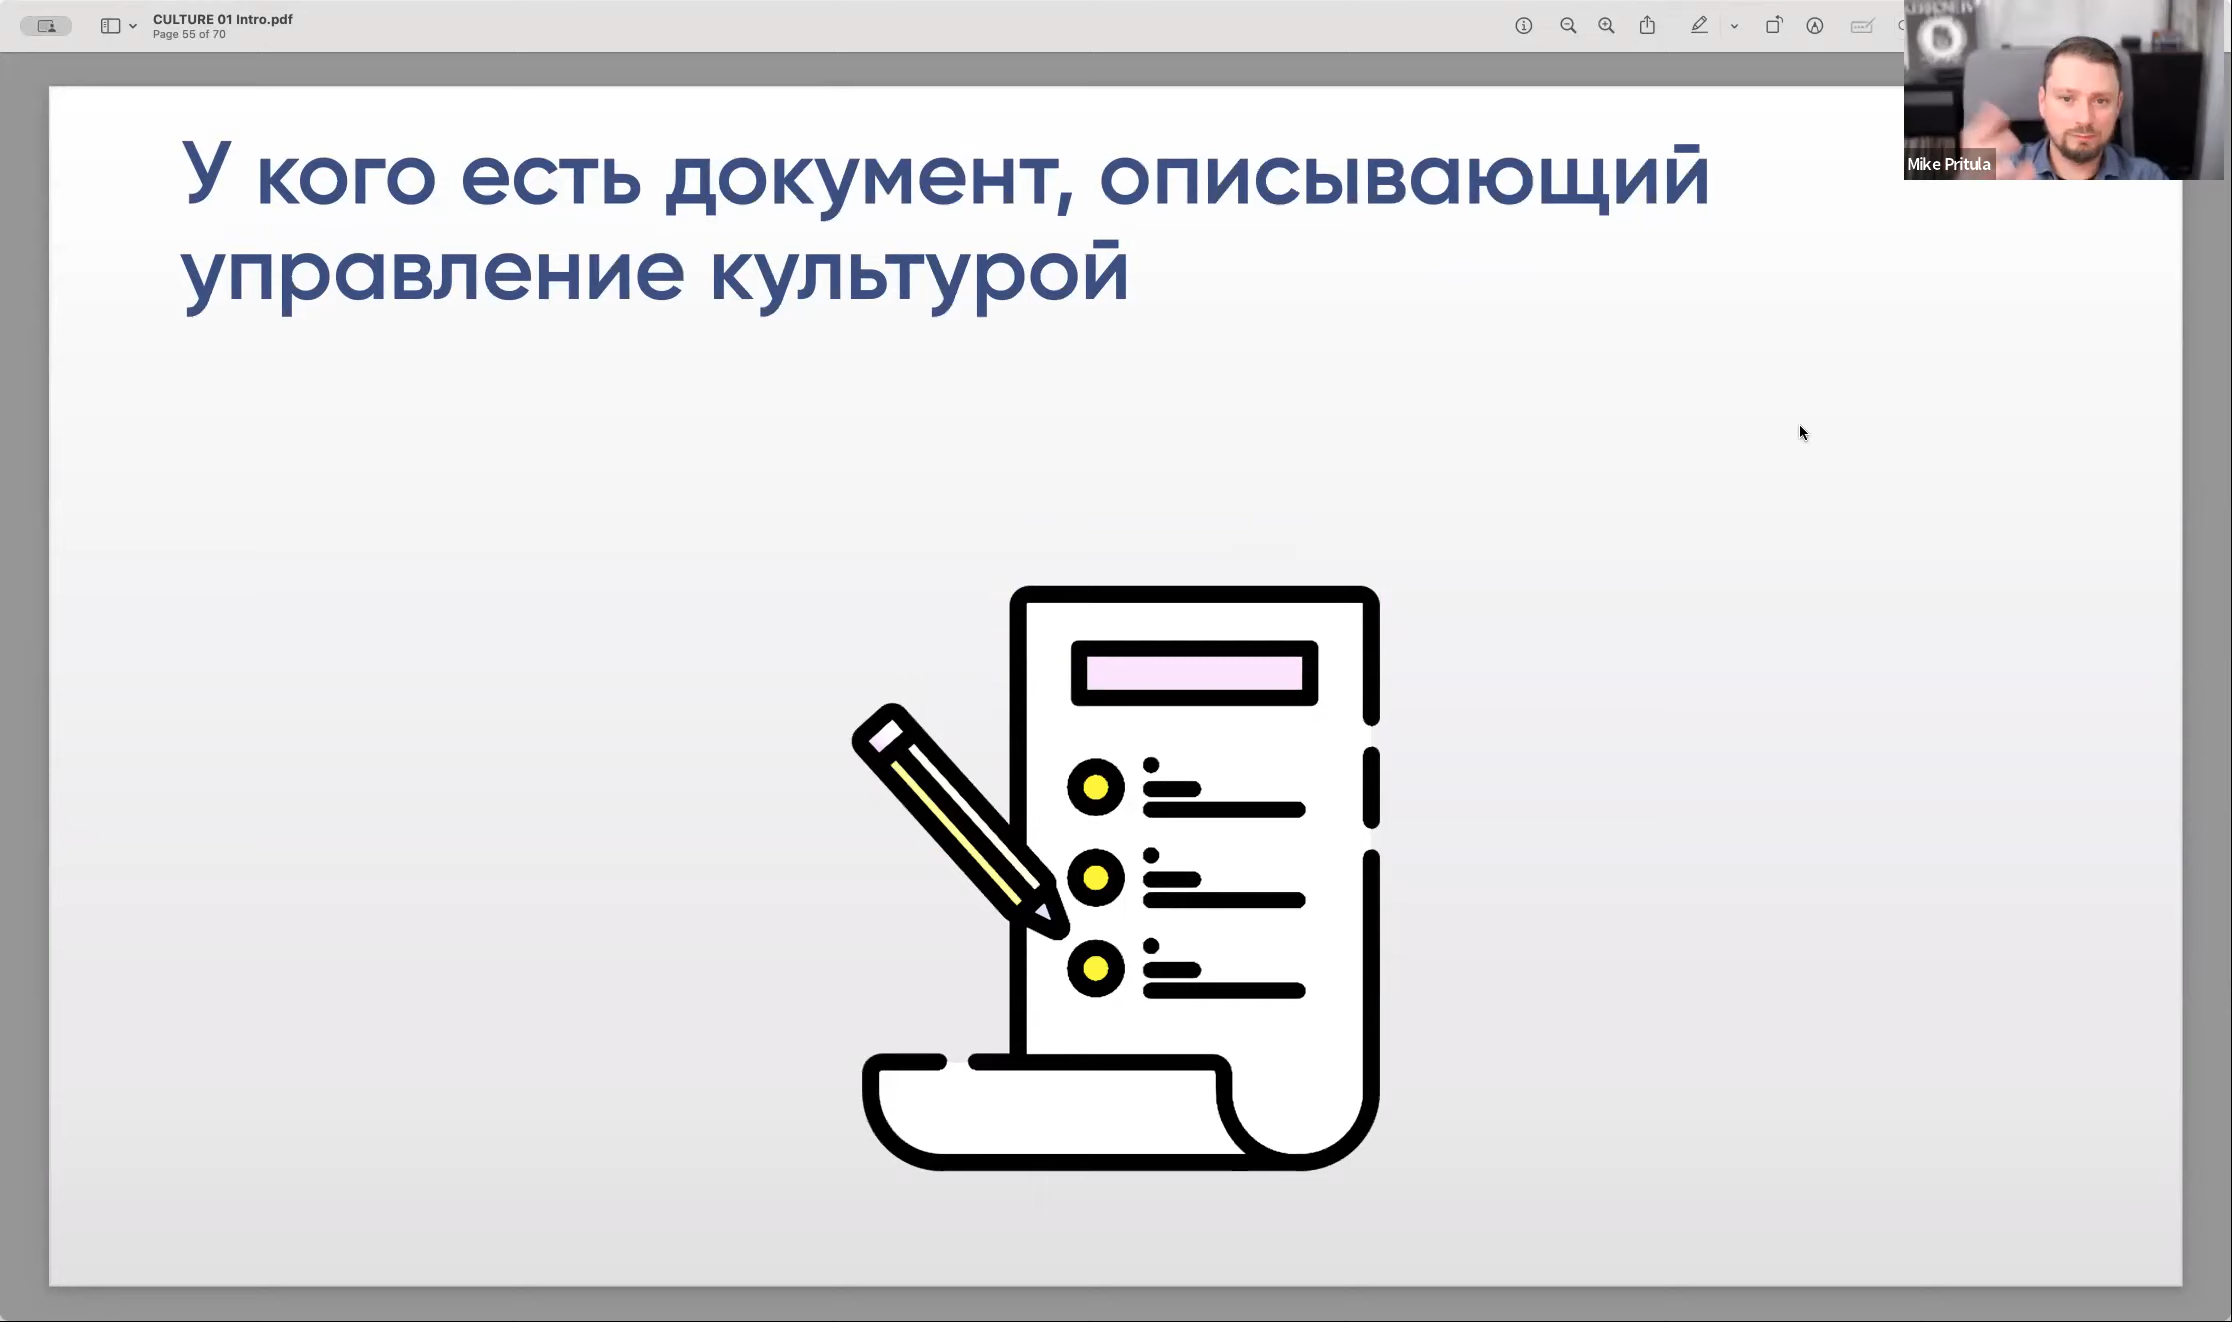 CULTURE 01 Intro.pdf
Page 55 of 70
Mike Pritula
У кого есть документ, описывающий
управление культурой